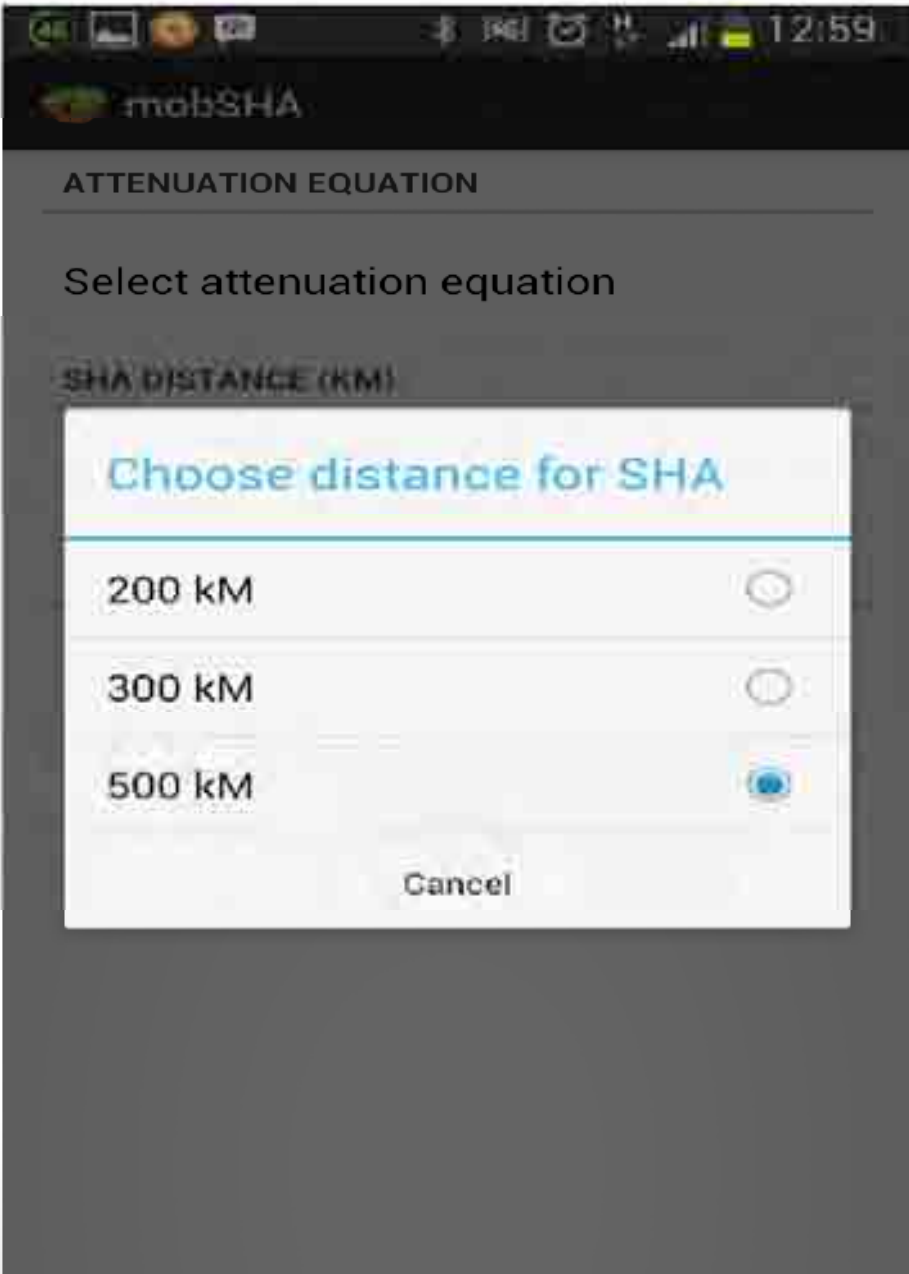 12:59
mobSHA
ATTENUATION EQUATION
Select attenuation equation
SHA DISTANCE (KM)
Choose distance for SHA
200 kM
300 kM
500 kM
Cancel